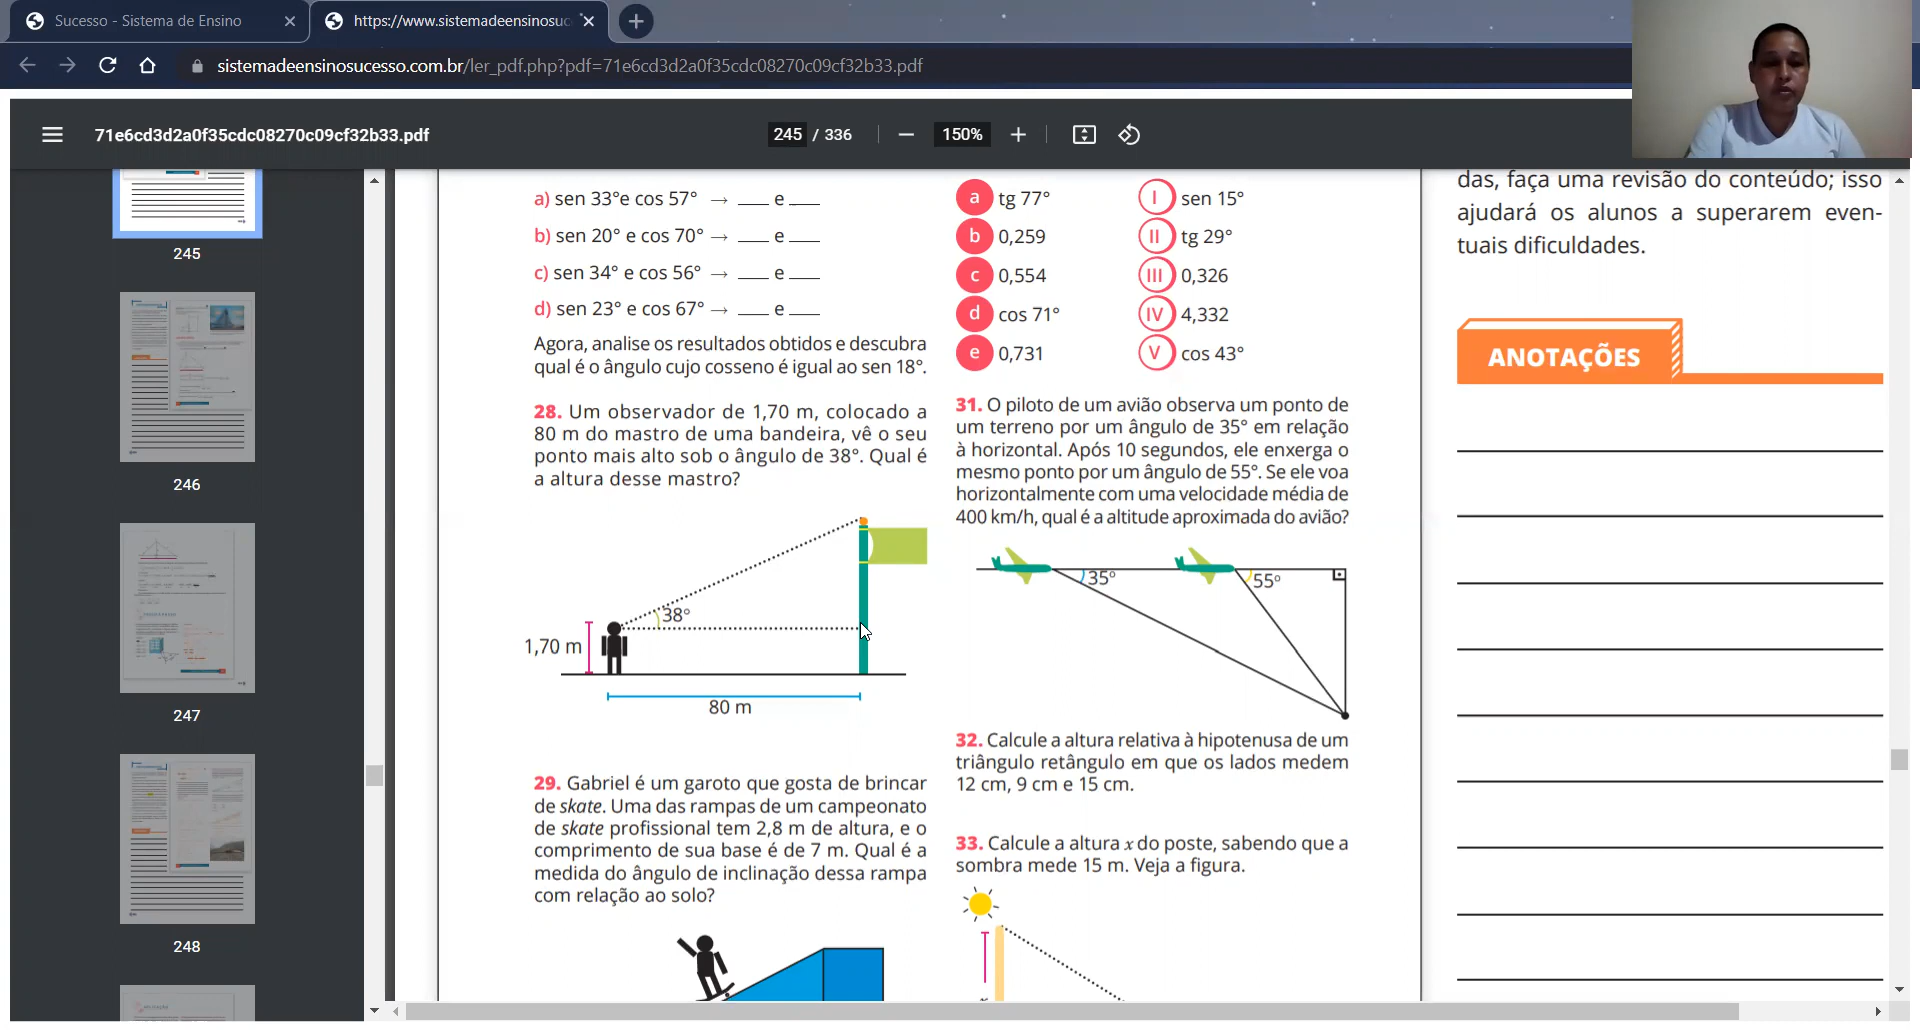 Sucesso - Sistema de Ensino
https://www.sistemadeensinosuc
sistemadeensinosucesso.com.br/ler_pdf.php?pdf=71e6cd3d2a0f35cdc08270c09cf32b33.pdf
71e6cd3d2a0f35cdc08270c09cf32b33.pdf
245 / 336
150%
245
246
247
248
a) sen 33°e cos 57° → ___ e ___
b) sen 20° e cos 70° → ___ e ___
c) sen 34° e cos 56° → ___ e ___
d) sen 23° e cos 67° → ___ e ___
Agora, analise os resultados obtidos e descubra
qual é o ângulo cujo cosseno é igual ao sen 18°.
28. Um observador de 1,70 m, colocado a
80 m do mastro de uma bandeira, vê o seu
ponto mais alto sob o ângulo de 38°. Qual é
a altura desse mastro?
38°
1,70 m
80 m
29. Gabriel é um garoto que gosta de brincar
de skate. Uma das rampas de um campeonato
de skate profissional tem 2,8 m de altura, e o
comprimento de sua base é de 7 m. Qual é a
medida do ângulo de inclinação dessa rampa
com relação ao solo?
a tg 77° I sen 15°
b 0,259 II tg 29°
c 0,554 III 0,326
d cos 71° IV 4,332
e 0,731 V cos 43°
31. O piloto de um avião observa um ponto de
um terreno por um ângulo de 35° em relação
à horizontal. Após 10 segundos, ele enxerga o
mesmo ponto por um ângulo de 55°. Se ele voa
horizontalmente com uma velocidade média de
400 km/h, qual é a altitude aproximada do avião?
35° 55°
32. Calcule a altura relativa à hipotenusa de um
triângulo retângulo em que os lados medem
12 cm, 9 cm e 15 cm.
33. Calcule a altura x do poste, sabendo que a
sombra mede 15 m. Veja a figura.
das, faça uma revisão do conteúdo; isso
ajudará os alunos a superarem even-
tuais dificuldades.
ANOTAÇÕES